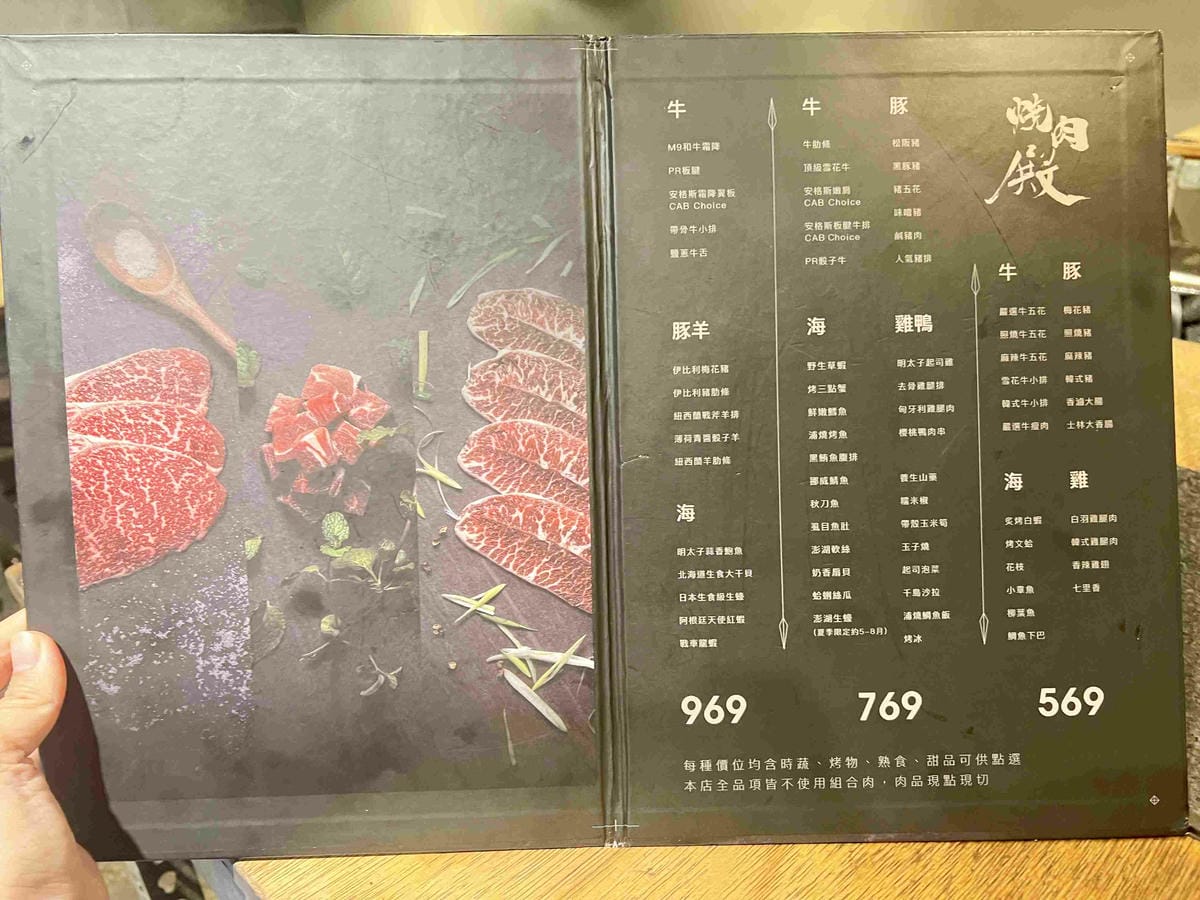 燒肉殿
牛
M9和牛霜降
PR板腱
安格斯霜降翼板
CAB Choice
帶骨牛小排
鹽蔥牛舌
豚羊
伊比利梅花豬
伊比利豬肋條
紐西蘭戰斧羊排
薄荷青醬骰子羊
紐西蘭羊肋條
海
明太子蒜香鮑魚
北海道生食大干貝
日本生食級生蠔
阿根廷天使紅蝦
戰車龍蝦
969
牛
牛肋條
頂級雪花牛
安格斯嫩肩
CAB Choice
安格斯板腱牛排
CAB Choice
PR骰子牛
豚
松阪豬
黑豚豬
豬五花
味噌豬
鹹豬肉
人氣豬排
海
野生草蝦
烤三點蟹
鮮嫩鱈魚
浦燒烤魚
黑鮪魚腹排
挪威鯖魚
秋刀魚
虱目魚肚
澎湖軟絲
奶香扇貝
蛤蜊絲瓜
澎湖生蠔
(夏季限定約5-8月)
雞鴨
明太子起司雞
去骨雞腿排
匈牙利雞腿肉
櫻桃鴨肉串
養生山藥
糯米椒
帶殼玉米筍
玉子燒
起司泡菜
千島沙拉
浦燒鯛魚飯
烤冰
769
牛
嚴選牛五花
照燒牛五花
麻辣牛五花
雪花牛小排
韓式牛小排
嚴選牛瘦肉
豚
梅花豬
照燒豬
麻辣豬
韓式豬
香滷大腸
士林大香腸
海
炙烤白蝦
烤文蛤
花枝
小章魚
柳葉魚
鯛魚下巴
雞
白羽雞腿肉
韓式雞腿肉
香辣雞翅
七里香
569
每種價位均含時蔬、烤物、熟食、甜品可供點選
本店全品項皆不使用組合肉，肉品現點現切